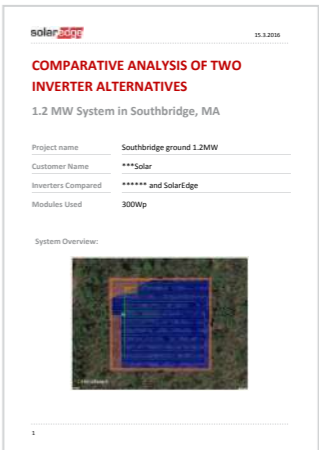 solaredge
15.3.2016
COMPARATIVE ANALYSIS OF TWO
INVERTER ALTERNATIVES
1.2 MW System in Southbridge, MA
Project name Southbridge ground 1.2MW
Customer Name ***Solar
Inverters Compared ****** and SolarEdge
Modules Used 300Wp
System Overview:
1